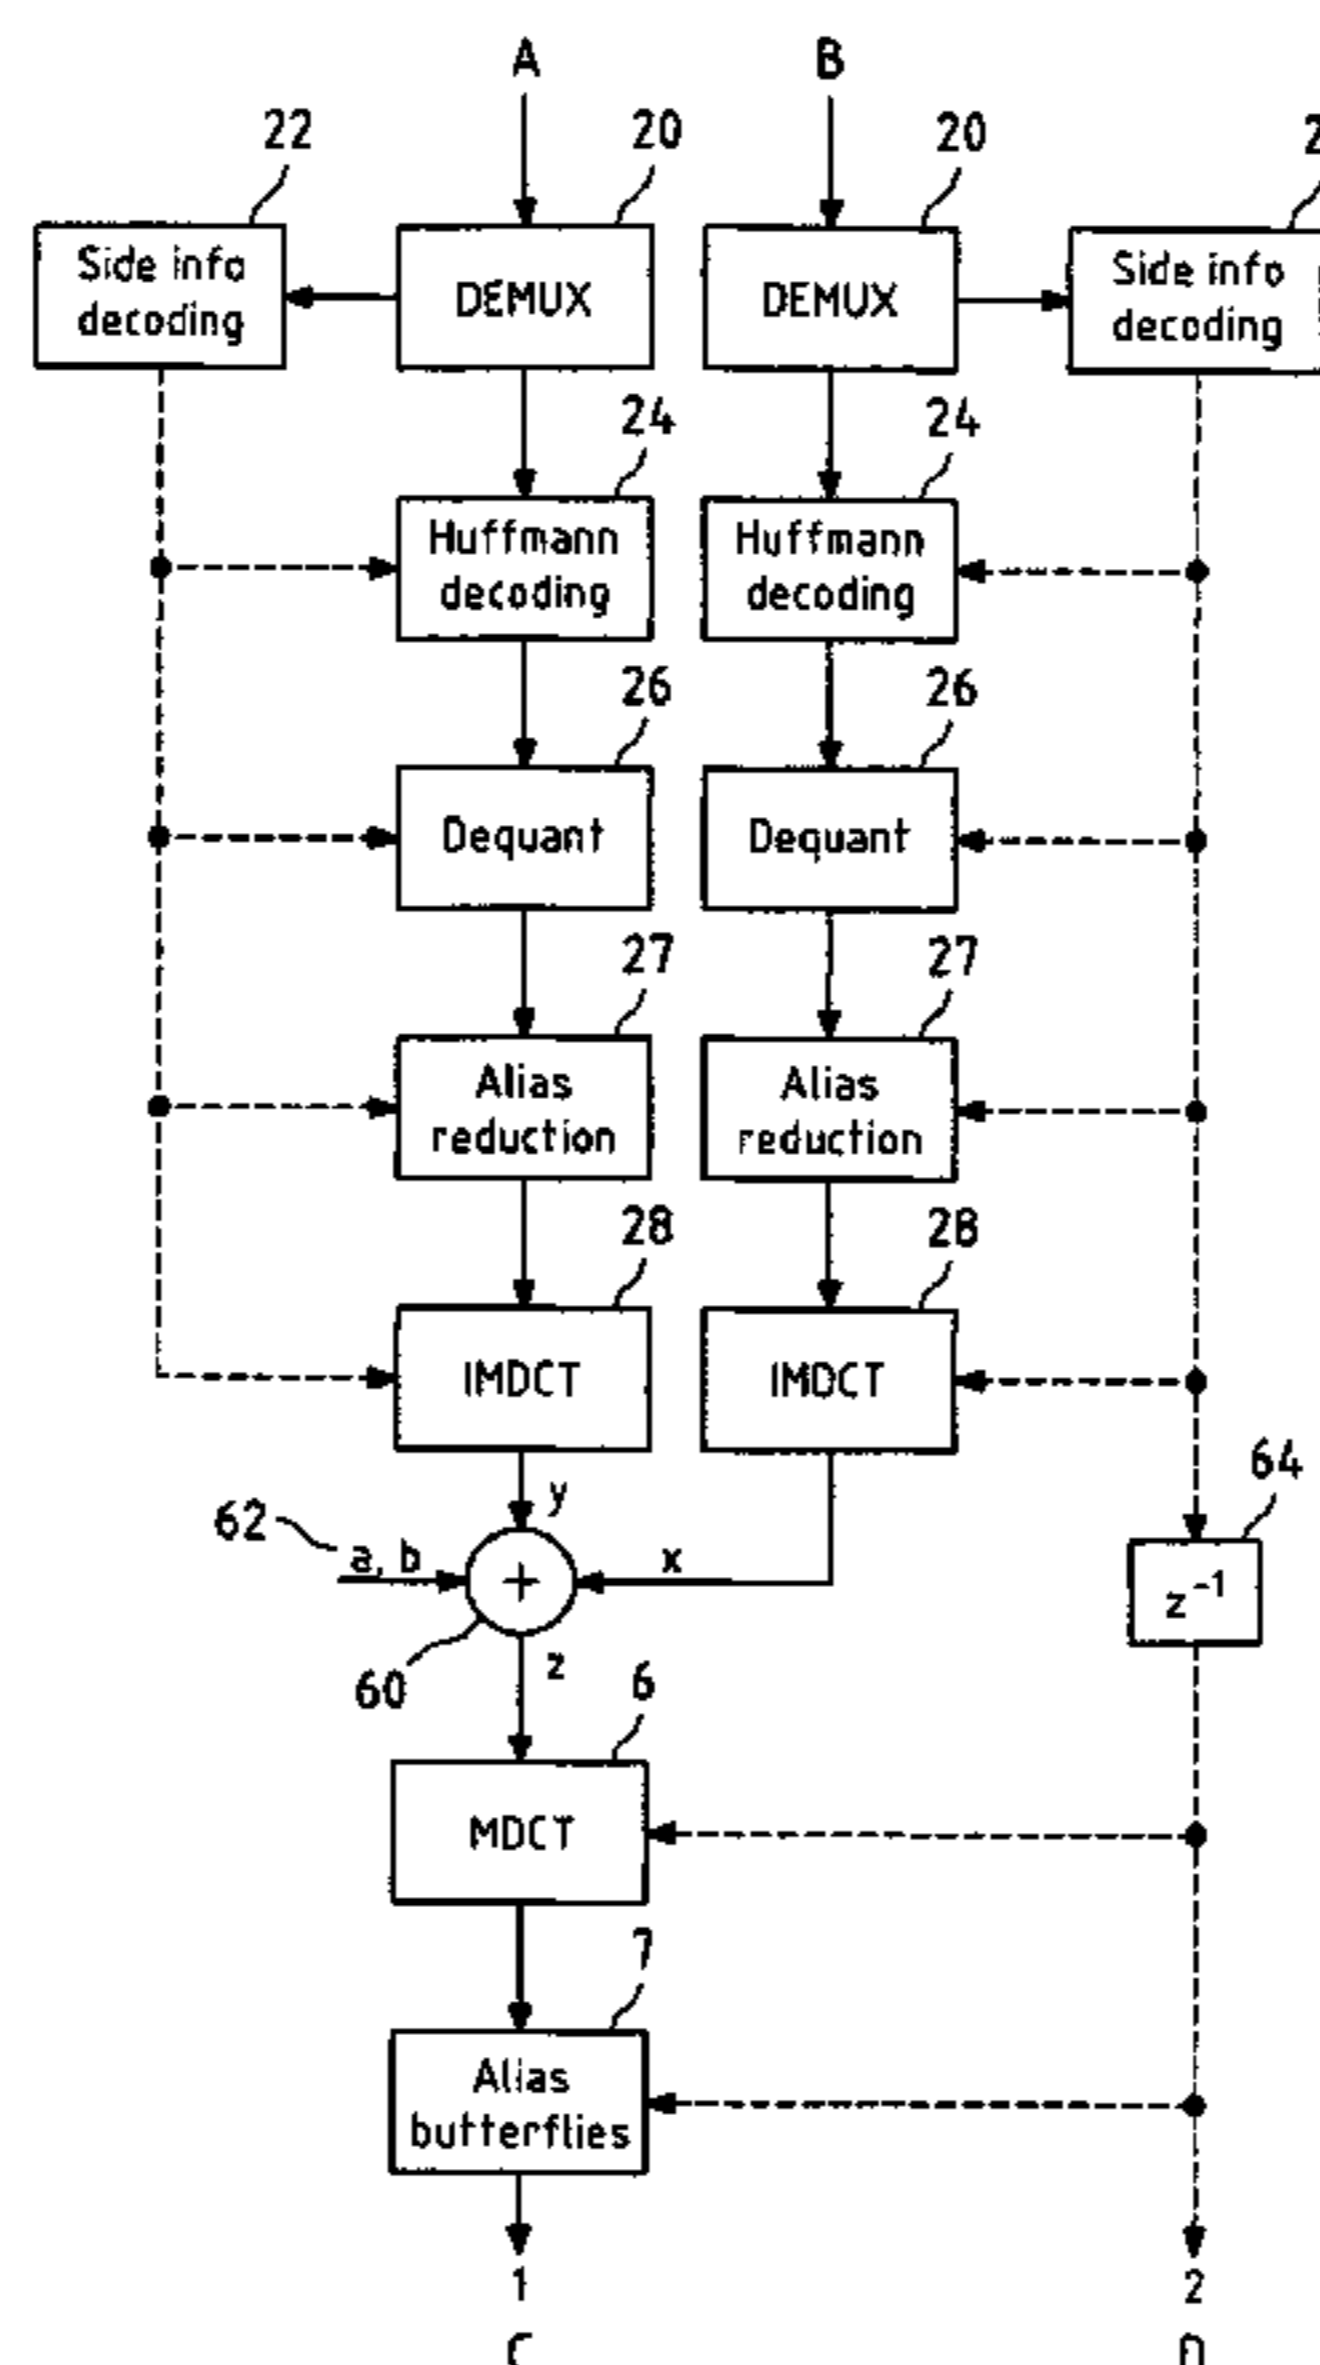 A
B
22
20
20
2
Side info
decoding
DEMUX
DEMUX
Side info
decoding
24
24
Huffmann
decoding
Huffmann
decoding
26
26
Dequant
Dequant
27
27
Alias
reduction
Alias
reduction
28
28
IMDCT
IMDCT
64
y
62
a, b
+
x
z⁻¹
60
z
6
MDCT
7
Alias
butterflies
1
2